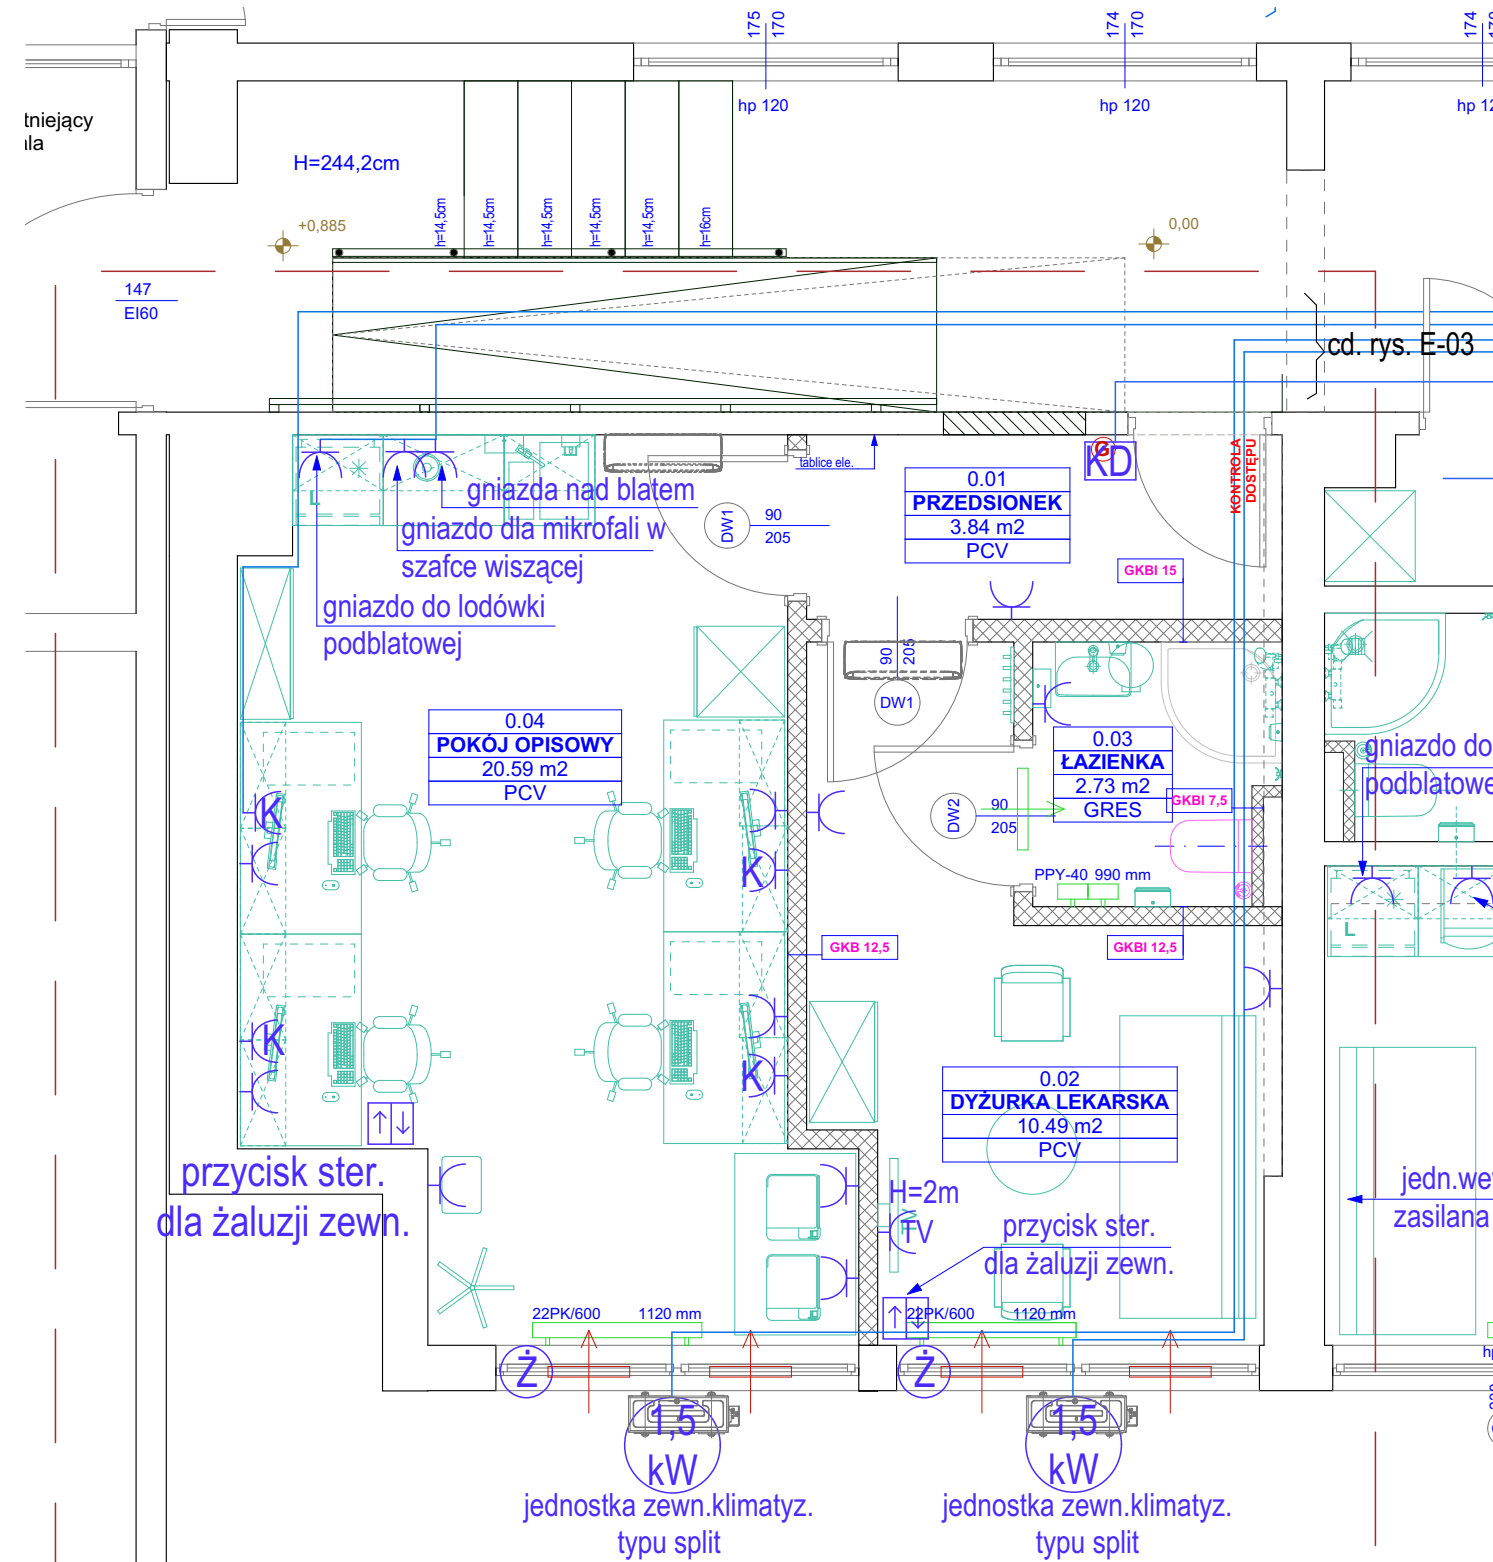 175
170
174
170
174
hp 120
hp 120
tniejący
H=244,2cm
h=14,5cm
h=14,5cm
h=14,5cm
h=14,5cm
h=14,5cm
h=16cm
+0,885
0,00
147
EI60
cd. rys. E-03
tablice ele.
G
KD
KONTROLA
DOSTĘPU
0.01
PRZEDSIONEK
3.84 m2
PCV
L
gniazda nad blatem
gniazdo dla mikrofali w
szafce wiszącej
gniazdo do lodówki
podblatowej
DW1
90
205
GKBI 15
90
205
DW1
0.04
POKÓJ OPISOWY
20.59 m2
PCV
0.03
ŁAZIENKA
2.73 m2
GRES
gniazdo do
podblatowe
K
K
DW2
90
205
GKBI 7,5
PPY-40 990 mm
GKB 12,5
GKBI 12,5
L
K
K
0.02
DYŻURKA LEKARSKA
10.49 m2
PCV
przycisk ster.
dla żaluzji zewn.
H=2m
TV
TV
przycisk ster.
dla żaluzji zewn.
jedn.we
zasilana
22PK/600 1120 mm
22PK/600 1120 mm
Ż
Ż
1,5
kW
1,5
kW
jednostka zewn.klimatyz.
typu split
jednostka zewn.klimatyz.
typu split